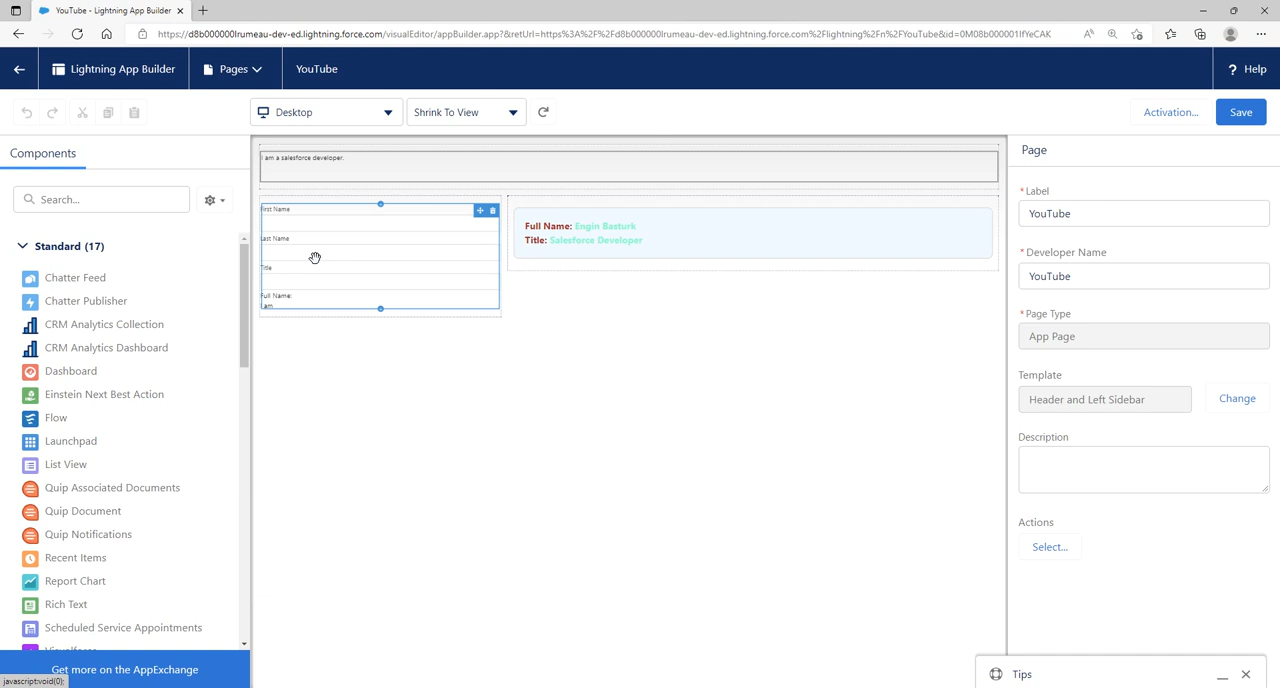 YouTube - Lightning App Builder
https://d8b000000lrumeau-dev-ed.lightning.force.com/visualEditor/appBuilder.app?&retUrl=https%3A%2F%2Fd8b000000lrumeau-dev-ed.lightning.force.com%2Flightning%2Fn%2FYouTube&id=0M08b000001IfYeCAK
Lightning App Builder
Pages
YouTube
? Help
Desktop
Shrink To View
Activation...
Save
Components
Search...
Standard (17)
Chatter Feed
Chatter Publisher
CRM Analytics Collection
CRM Analytics Dashboard
Dashboard
Einstein Next Best Action
Flow
Launchpad
List View
Quip Associated Documents
Quip Document
Quip Notifications
Recent Items
Report Chart
Rich Text
Scheduled Service Appointments
Get more on the AppExchange
javascript:void(0);
I am a salesforce developer.
First Name
Last Name
Title
Full Name:
I am
Full Name: Engin Basturk
Title: Salesforce Developer
Page
*Label
YouTube
*Developer Name
YouTube
*Page Type
App Page
Template
Header and Left Sidebar
Change
Description
Actions
Select...
Tips